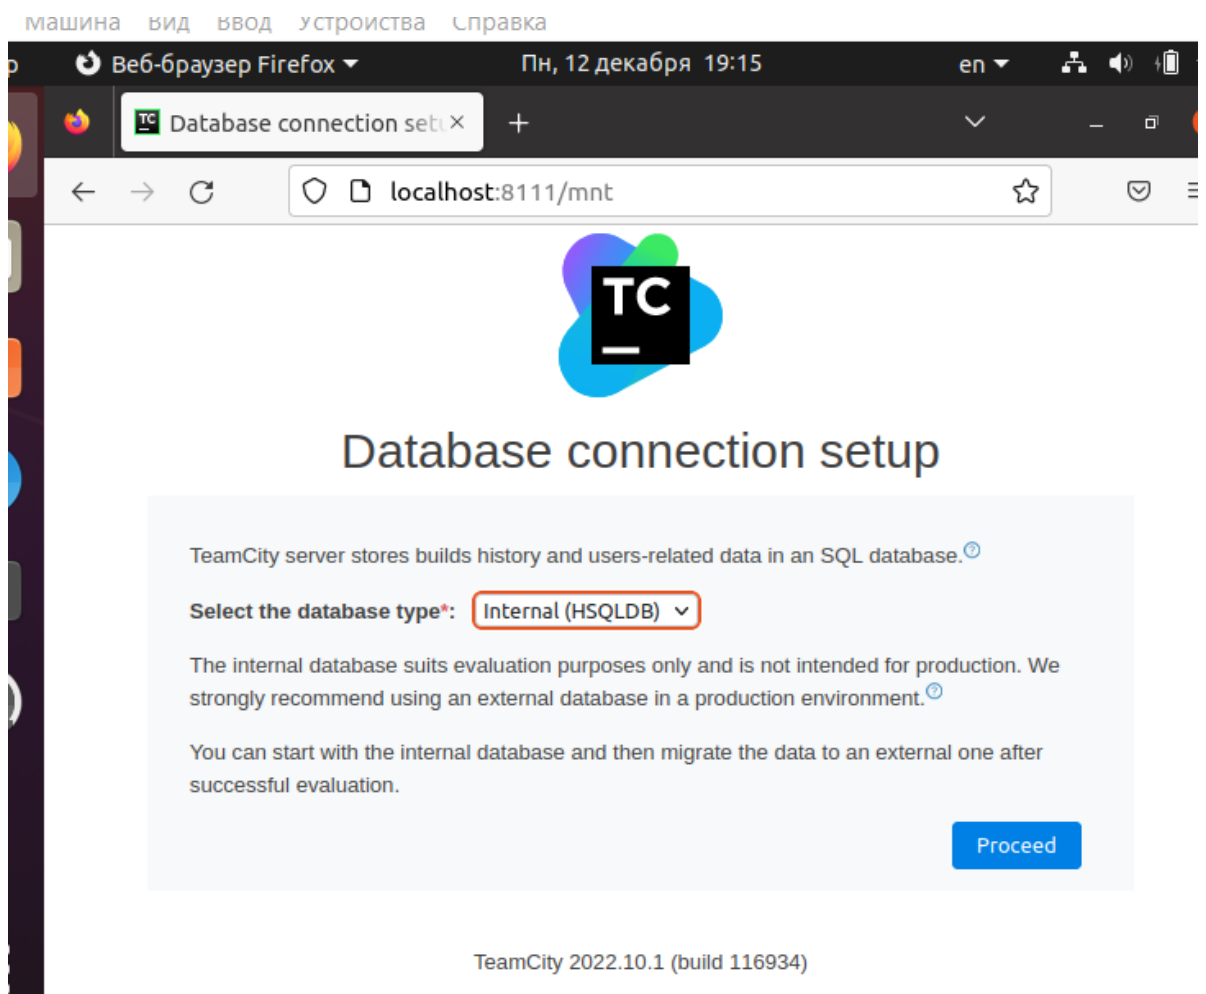 Машина Вид Ввод Устройства Справка
р Веб-браузер Firefox Пн, 12 декабря 19:15 en
TC Database connection setu
localhost:8111/mnt
TC
Database connection setup
TeamCity server stores builds history and users-related data in an SQL database.
Select the database type*: Internal (HSQLDB)
The internal database suits evaluation purposes only and is not intended for production. We
strongly recommend using an external database in a production environment.
You can start with the internal database and then migrate the data to an external one after
successful evaluation.
Proceed
TeamCity 2022.10.1 (build 116934)